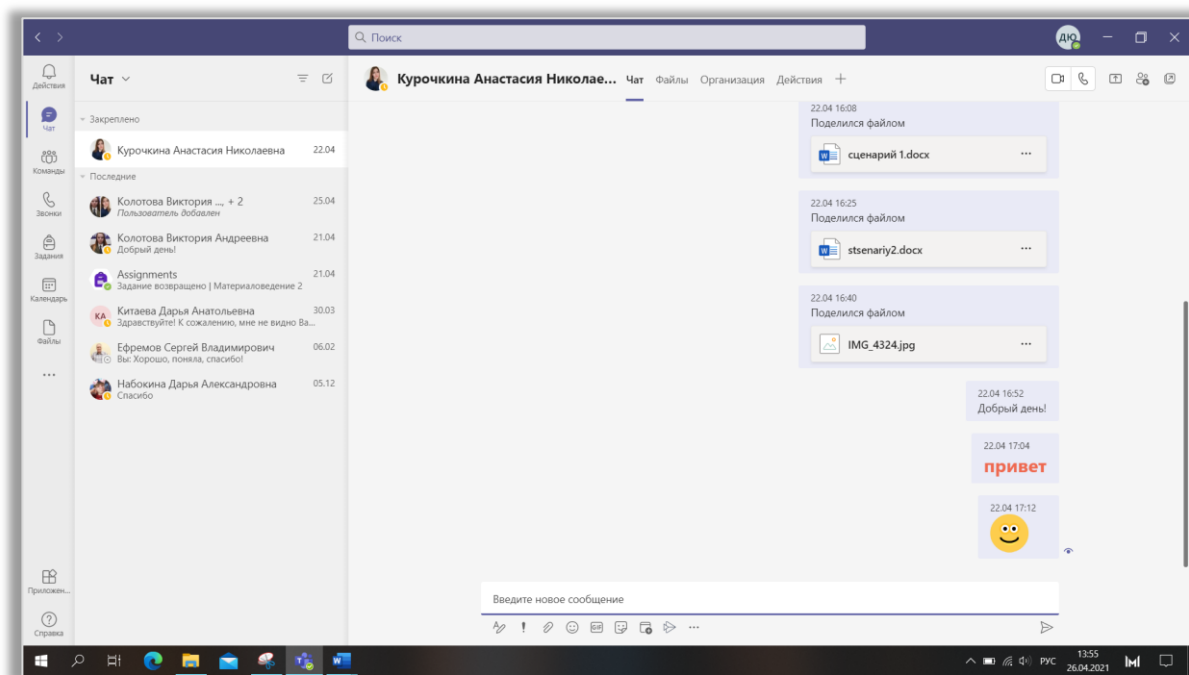 Поиск
ДЮ
Действия
Чат
Команды
Звонки
Задания
Календарь
Файлы
Приложен...
Справка
Чат
Закреплено
Курочкина Анастасия Николаевна 22.04
Последние
Колотова Виктория ..., + 2 25.04
Пользователь добавлен
Колотова Виктория Андреевна 21.04
Добрый день!
Assignments 21.04
Задание возвращено | Материаловедение 2
КА
Китаева Дарья Анатольевна 30.03
Здравствуйте! К сожалению, мне не видно Ва...
Ефремов Сергей Владимирович 06.02
Вы: Хорошо, поняла, спасибо!
Набокина Дарья Александровна 05.12
Спасибо
Курочкина Анастасия Николае... Чат Файлы Организация Действия
22.04 16:08
Поделился файлом
сценарий 1.docx
22.04 16:25
Поделился файлом
stsenariy2.docx
22.04 16:40
Поделился файлом
IMG_4324.jpg
22.04 16:52
Добрый день!
22.04 17:04
привет
22.04 17:12
Введите новое сообщение
GIF
РУС
13:55
26.04.2021